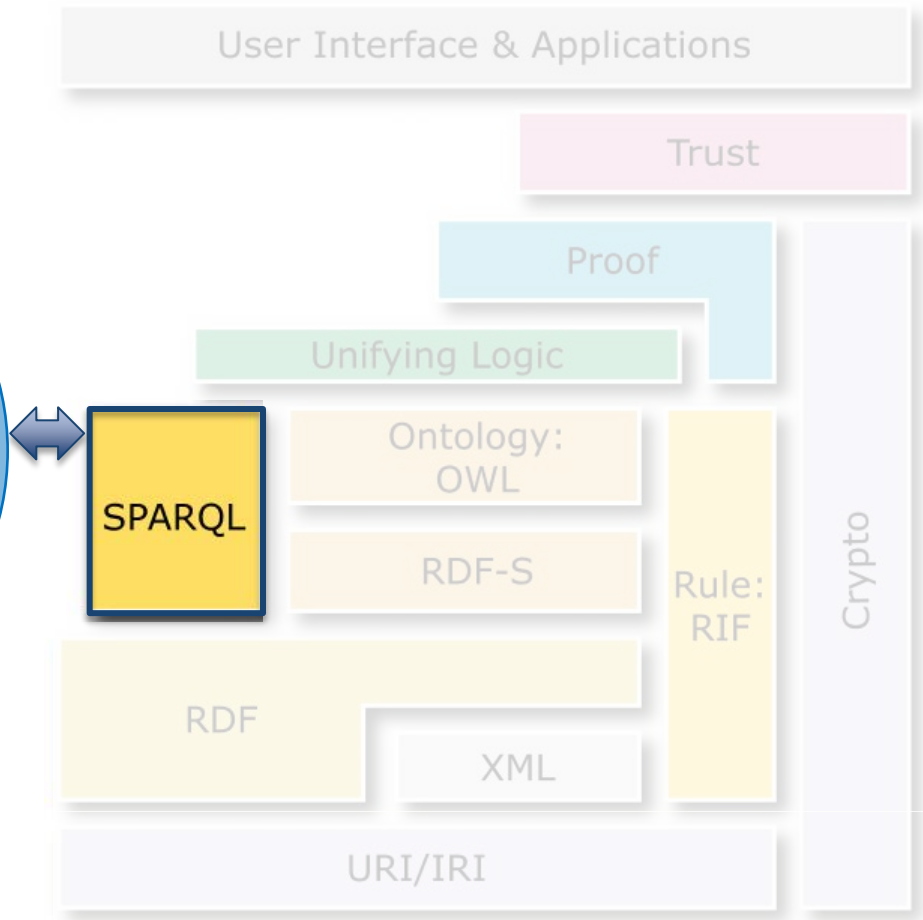 User Interface & Applications
Trust
Proof
Unifying Logic
SPARQL
Ontology:
OWL
RDF-S
Rule:
RIF
Crypto
RDF
XML
URI/IRI